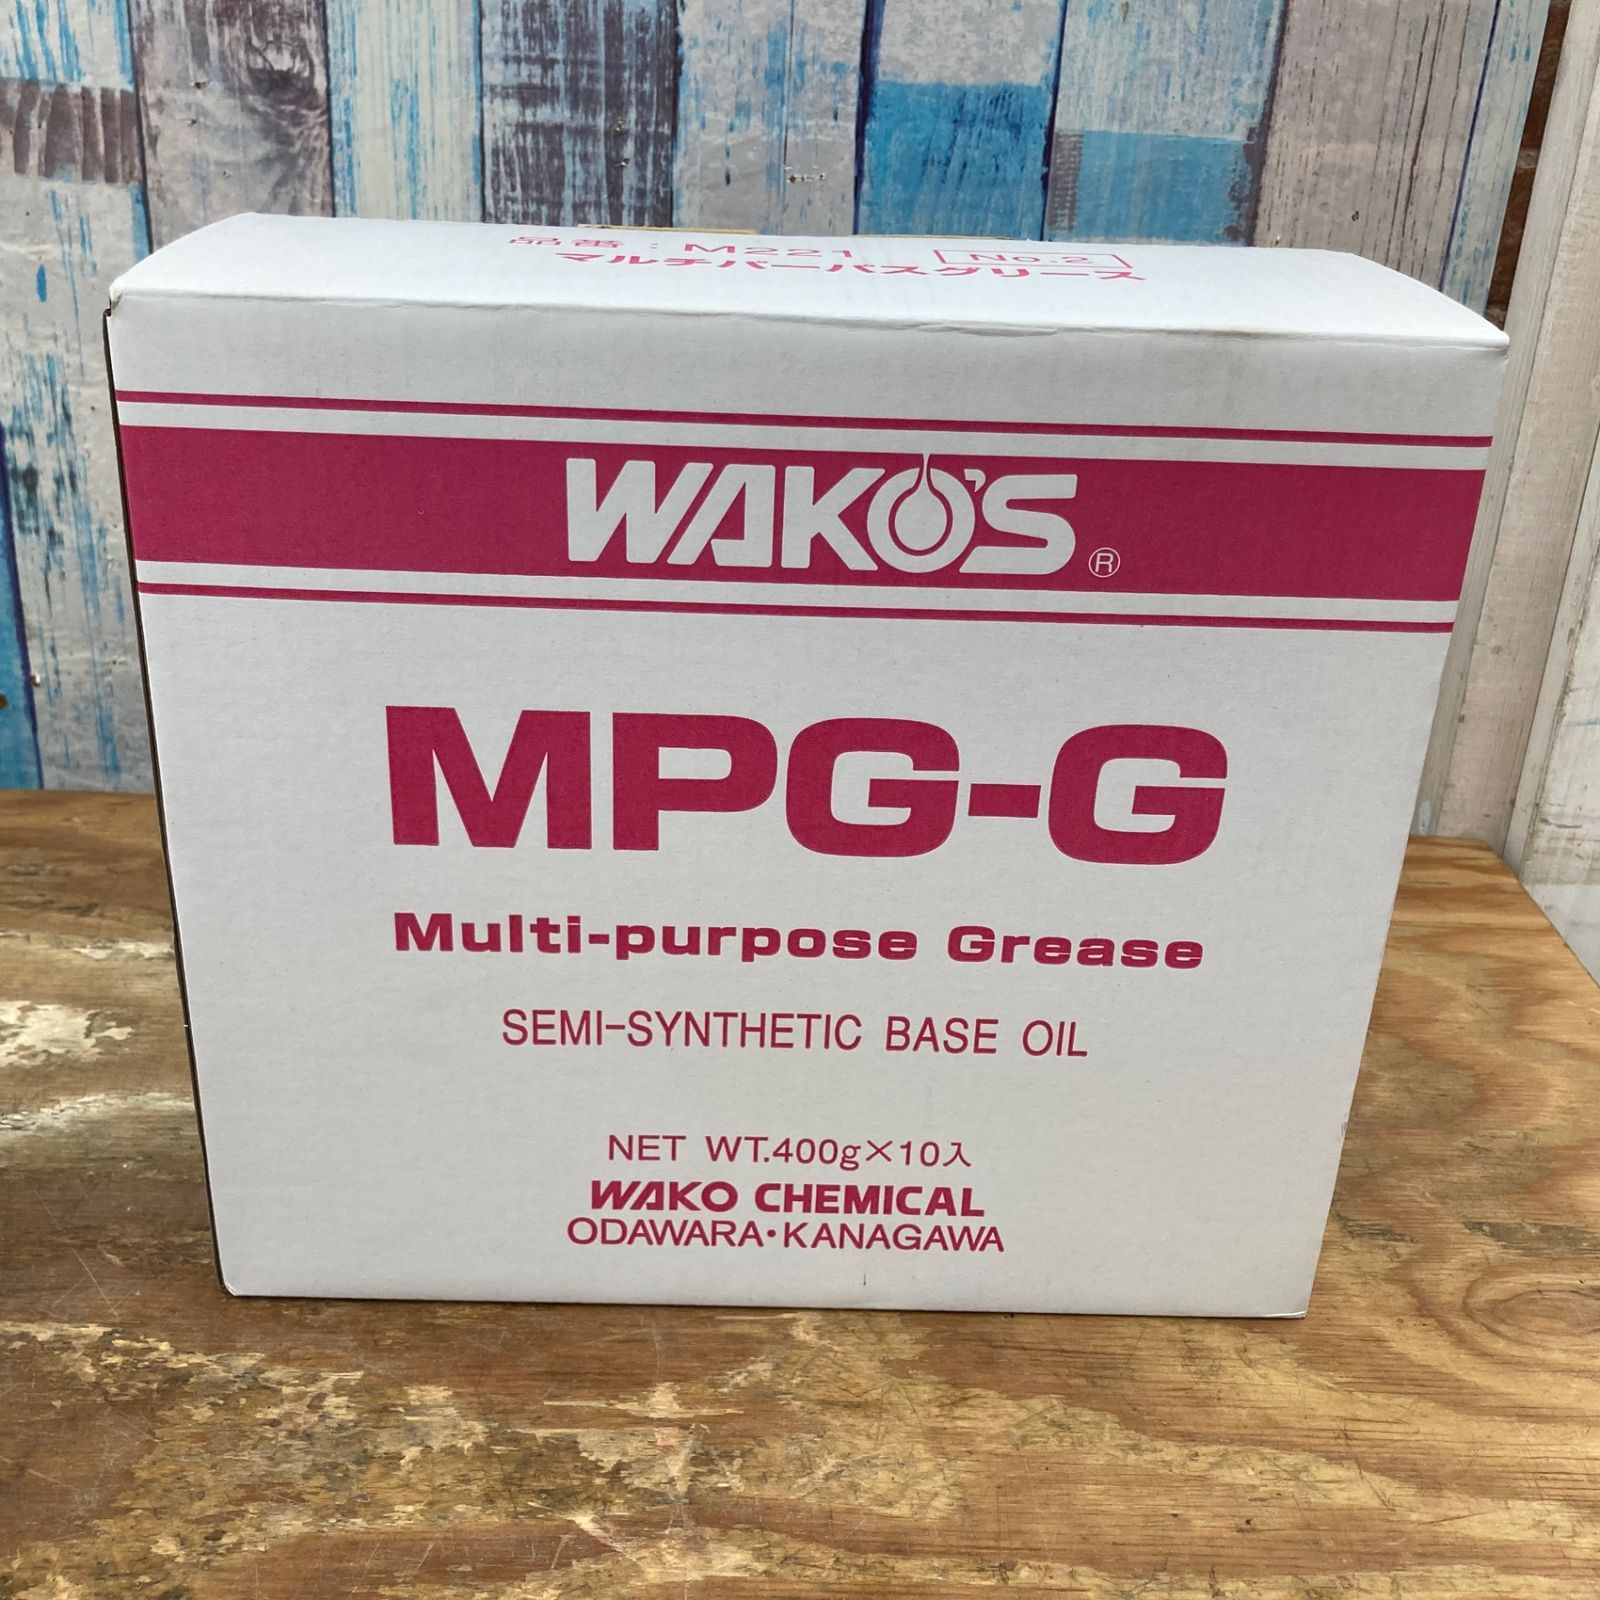 品番：M221 No.2
マルチパーパスグリース
WAKO'S®
MPG-G
Multi-purpose Grease
SEMI-SYNTHETIC BASE OIL
NET WT.400g×10入
WAKO CHEMICAL
ODAWARA・KANAGAWA